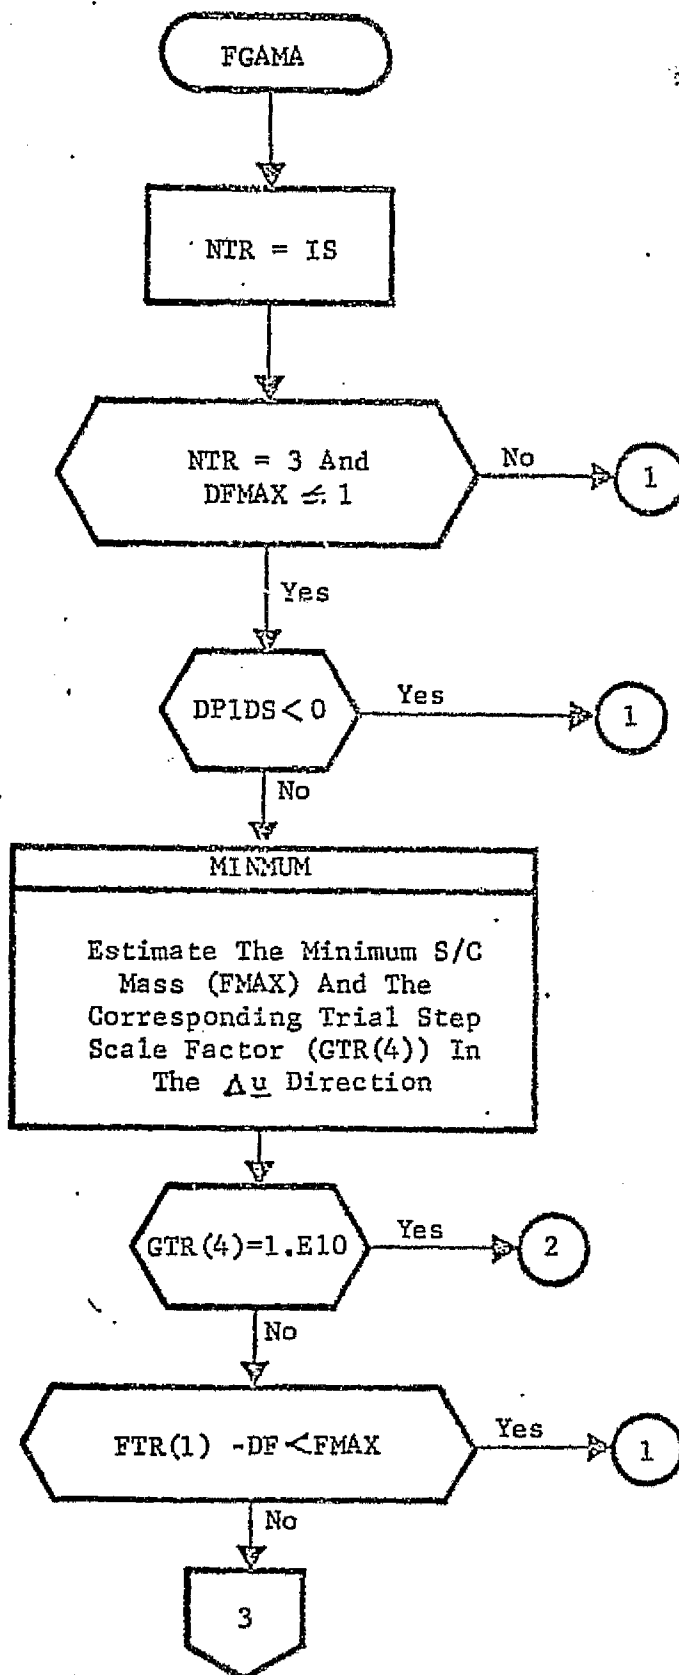 FGAMA
NTR = IS
NTR = 3 And
DFMAX ≤ 1
No
1
Yes
DP1DS < 0
Yes
1
No
MINMUM
Estimate The Minimum S/C
Mass (FMAX) And The
Corresponding Trial Step
Scale Factor (GTR(4)) In
The Δu Direction
GTR(4)=1.E10
Yes
2
No
FTR(1) -DF <FMAX
Yes
1
No
3